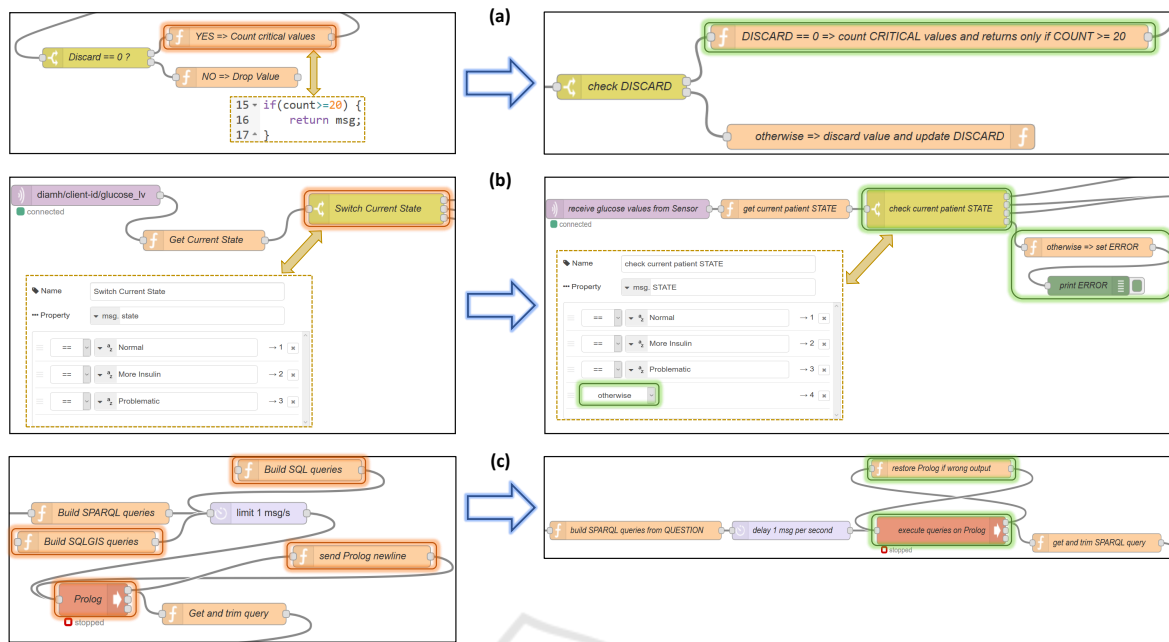 (a)
YES => Count critical values
Discard == 0 ?
NO => Drop Value
15 if(count>=20) {
16 return msg;
17 }
DISCARD == 0 => count CRITICAL values and returns only if COUNT >= 20
check DISCARD
otherwise => discard value and update DISCARD
(b)
diamh/client-id/glucose_lv
connected
Get Current State
Switch Current State
Name Switch Current State
Property msg. state
== Normal → 1
== More Insulin → 2
== Problematic → 3
receive glucose values from Sensor
connected
get current patient STATE
check current patient STATE
otherwise => set ERROR
print ERROR
Name check current patient STATE
Property msg. STATE
== Normal → 1
== More Insulin → 2
== Problematic → 3
otherwise → 4
(c)
Build SQL queries
Build SPARQL queries
limit 1 msg/s
Build SQLGIS queries
send Prolog newline
Prolog
stopped
Get and trim query
restore Prolog if wrong output
build SPARQL queries from QUESTION
delay 1 msg per second
execute queries on Prolog
stopped
get and trim SPARQL query